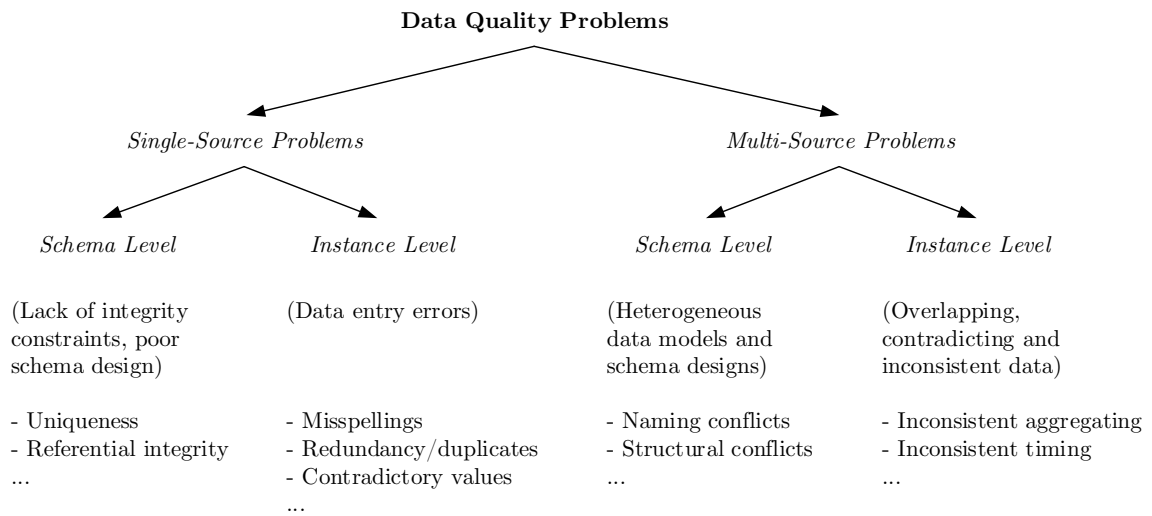 Data Quality Problems
Single-Source Problems
Multi-Source Problems
Schema Level
Instance Level
Schema Level
Instance Level
(Lack of integrity
constraints, poor
schema design)
- Uniqueness
- Referential integrity
...
(Data entry errors)
- Misspellings
- Redundancy/duplicates
- Contradictory values
...
(Heterogeneous
data models and
schema designs)
- Naming conflicts
- Structural conflicts
...
(Overlapping,
contradicting and
inconsistent data)
- Inconsistent aggregating
- Inconsistent timing
...